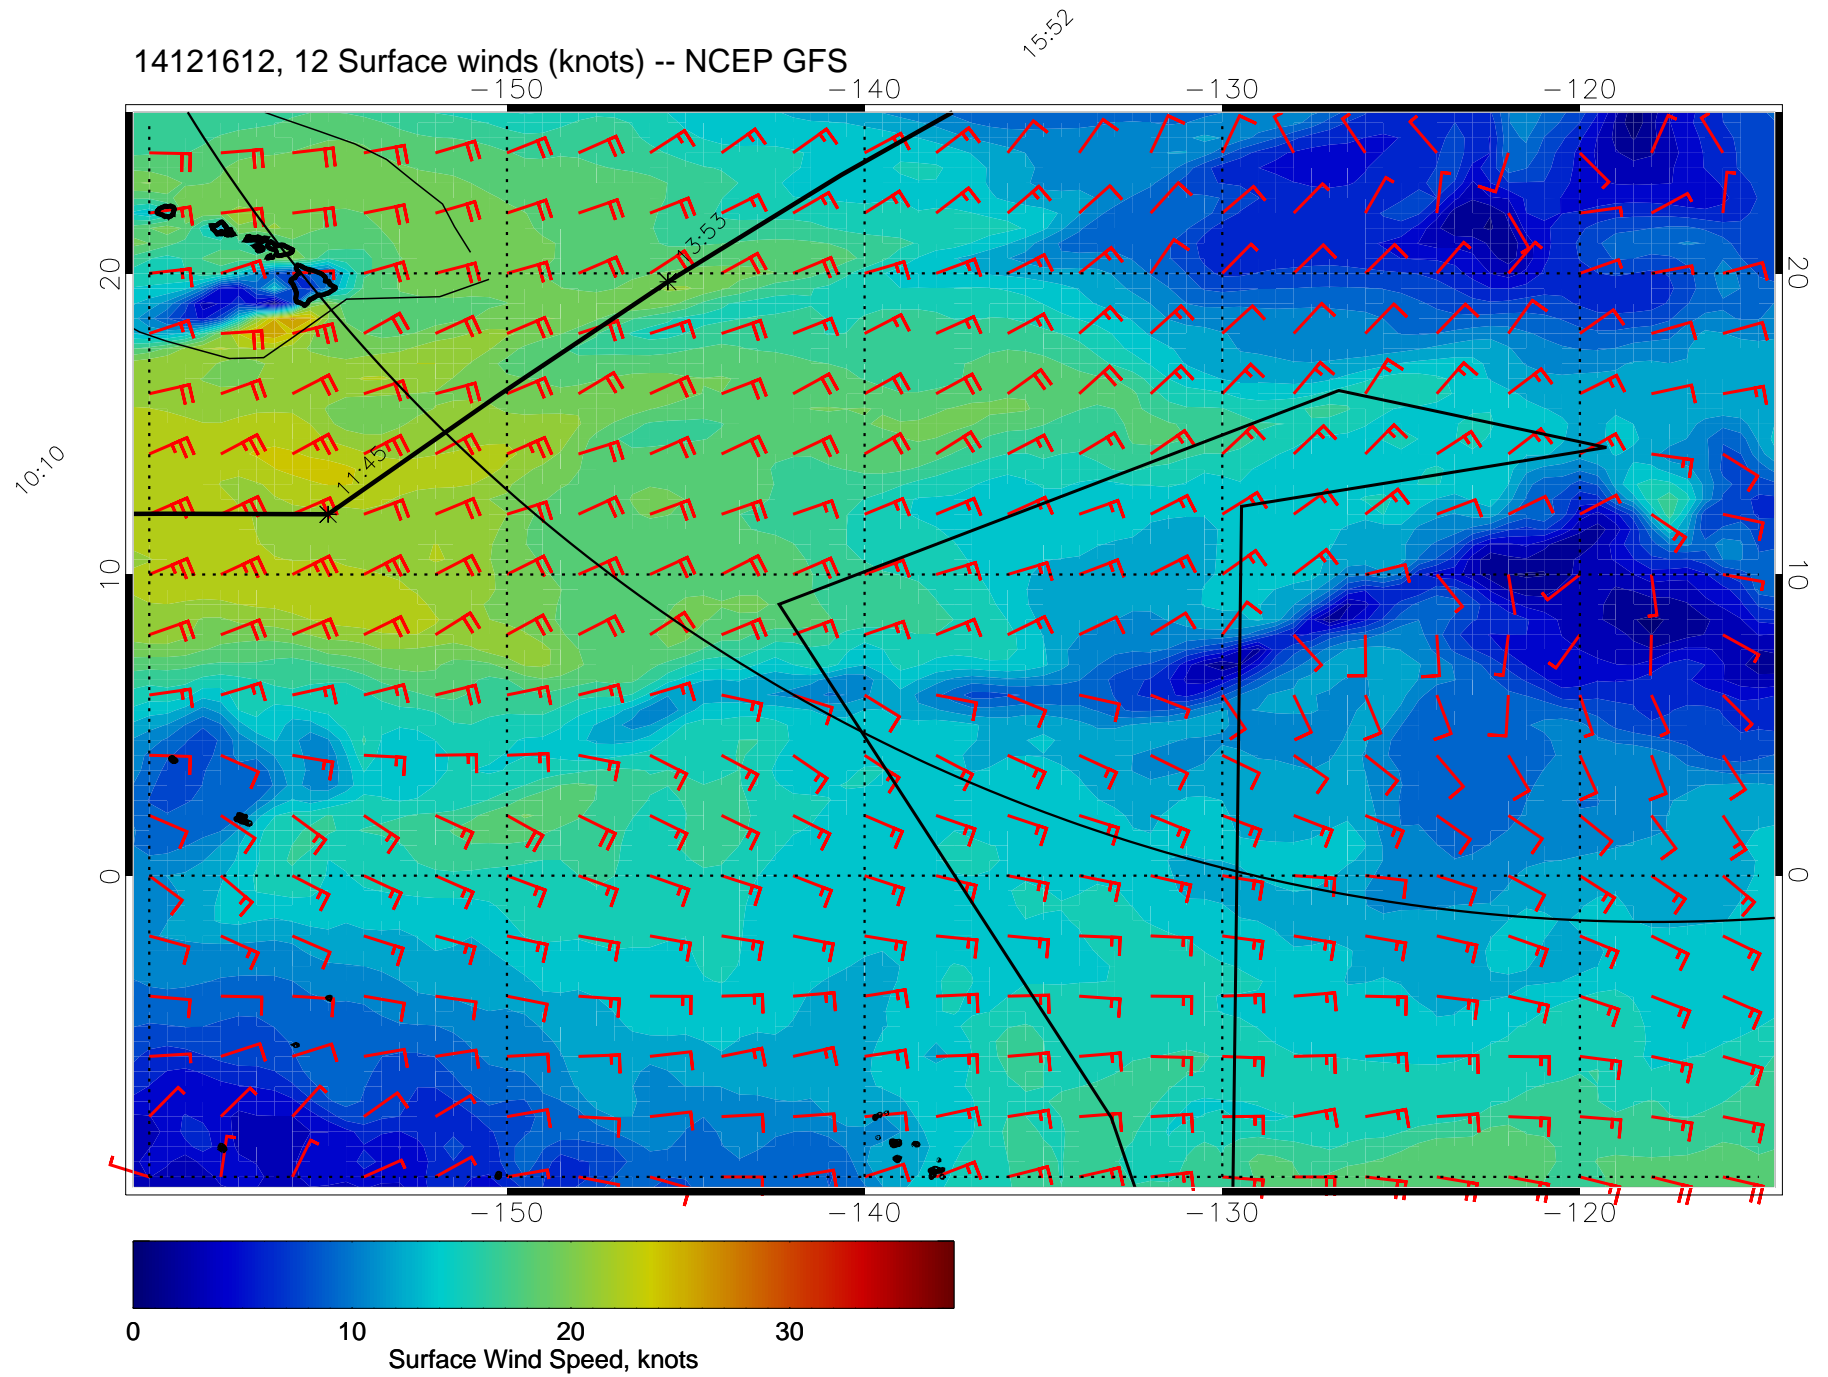 15:52
14121612, 12 Surface winds (knots) -- NCEP GFS
-150 -140 -130 -120
13:53
20 20
11:45
10:10
10 10
0 0
-150 -140 -130 -120
0 10 20 30
Surface Wind Speed, knots